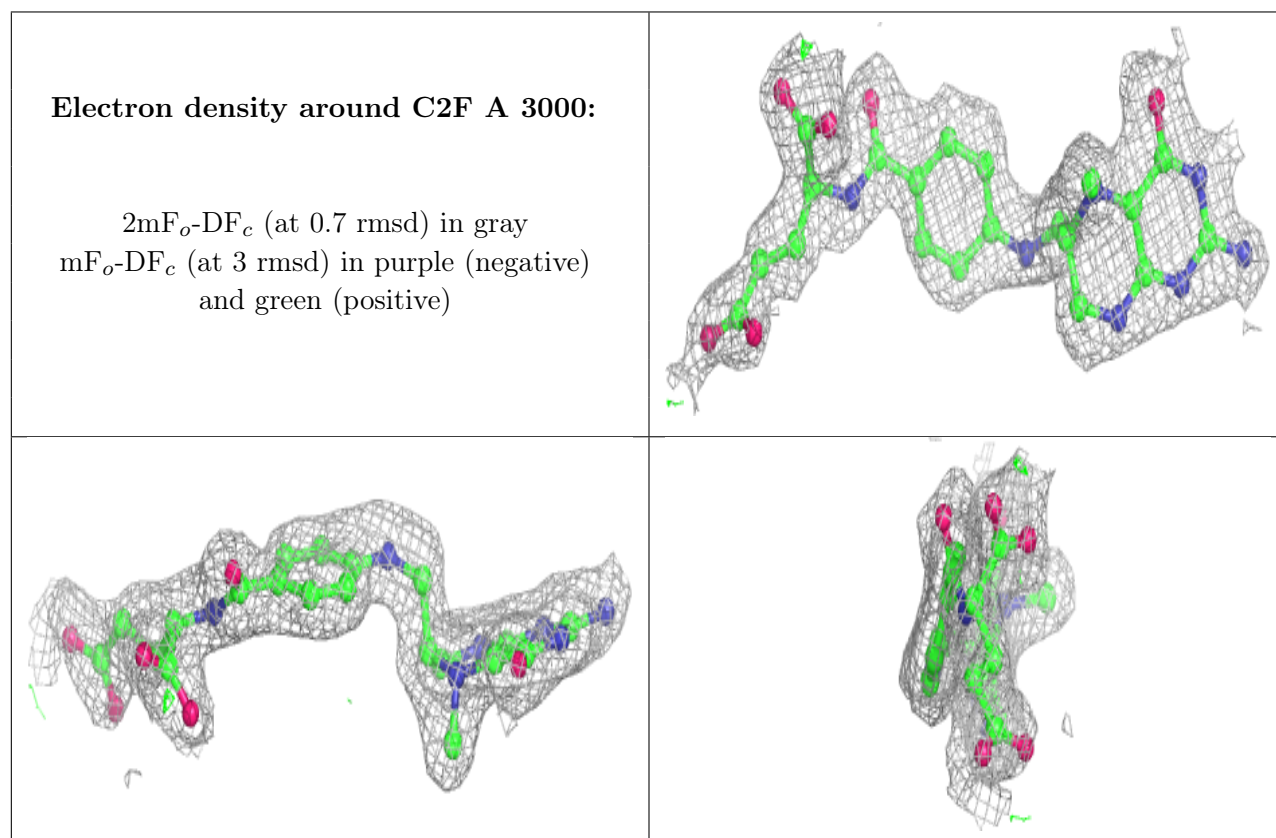 Electron density around C2F A 3000:
2mFo-DFc (at 0.7 rmsd) in gray
mFo-DFc (at 3 rmsd) in purple (negative)
and green (positive)